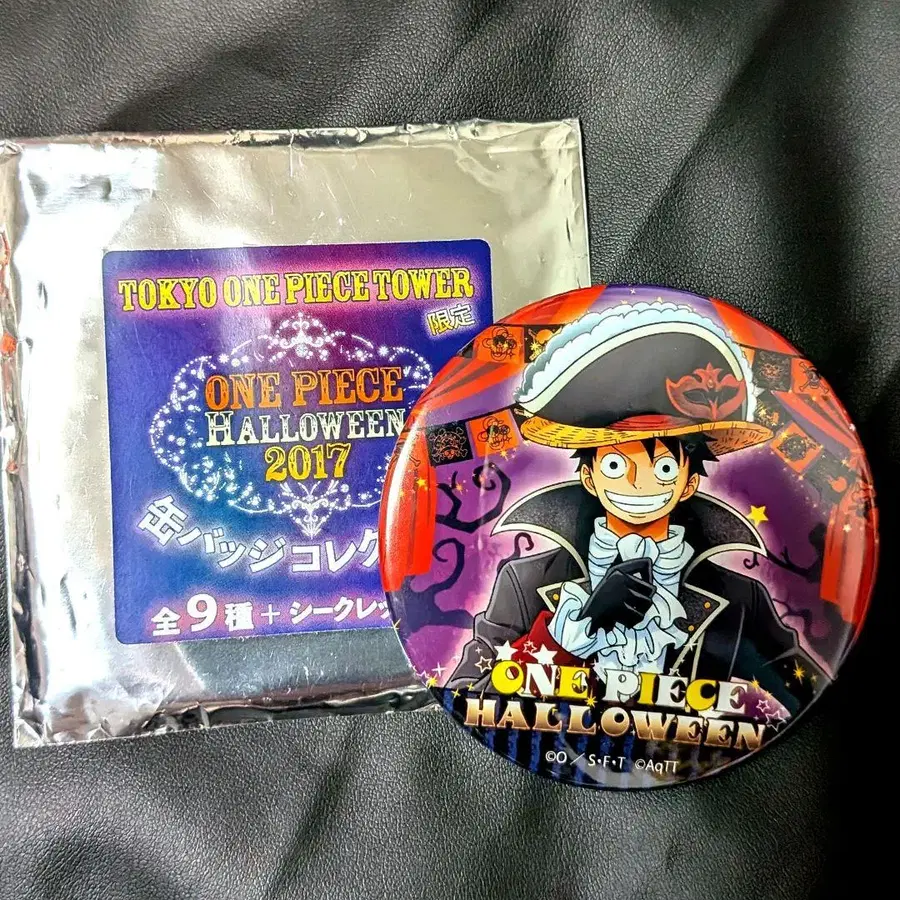 TOKYO ONE PIECE TOWER
限定
ONE PIECE
HALLOWEEN
2017
缶バッジコレク
全9種+シークレッ
ONE PIECE
HALLOWEEN
©O/S・F・T ©AqTT